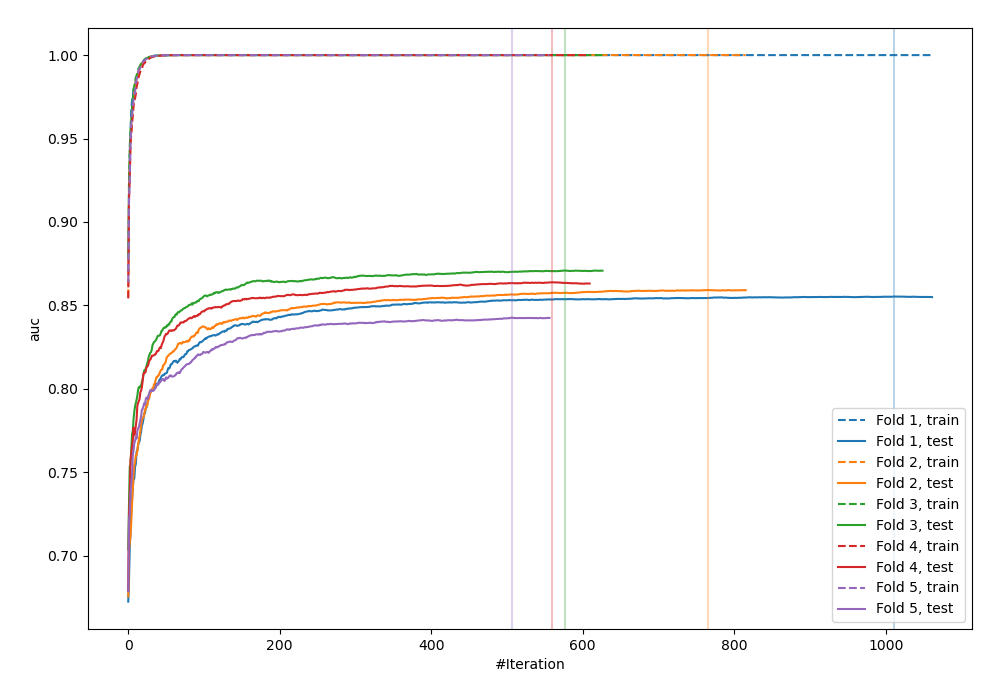 1.00
0.95
0.90
0.85
0.80
0.75
0.70
auc
0
200
400
600
800
1000
#Iteration
Fold 1, train
Fold 1, test
Fold 2, train
Fold 2, test
Fold 3, train
Fold 3, test
Fold 4, train
Fold 4, test
Fold 5, train
Fold 5, test